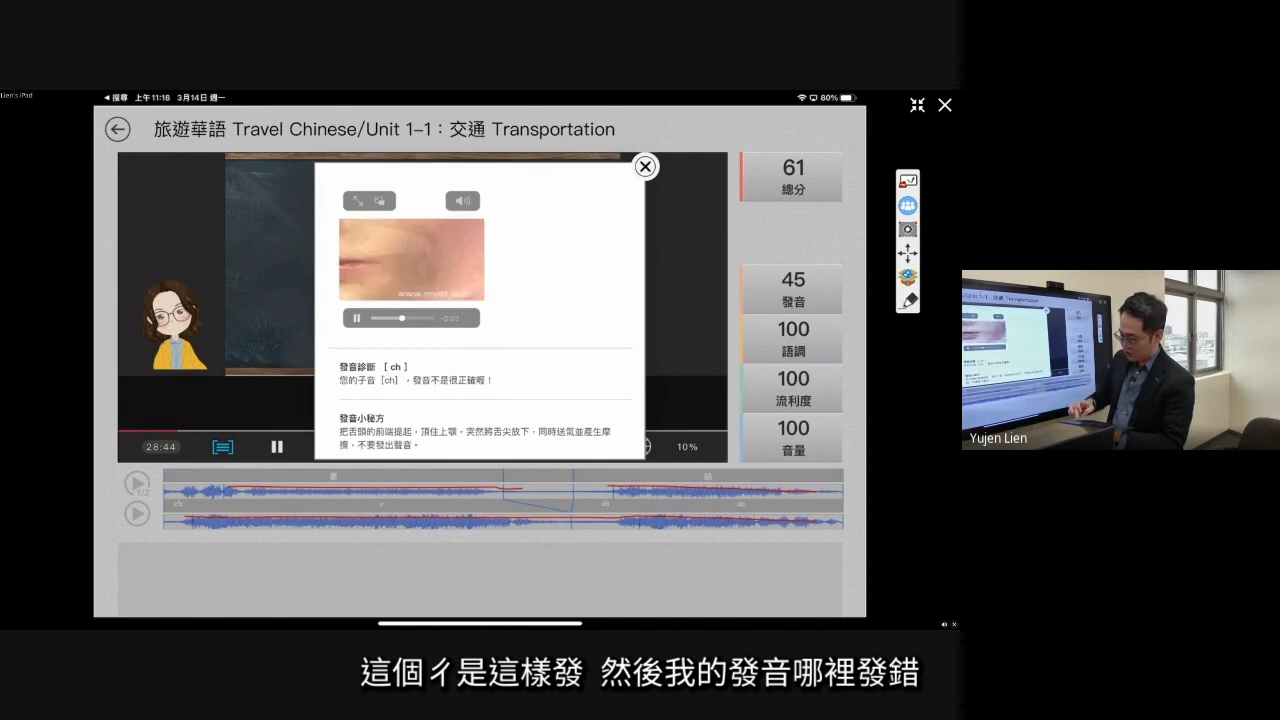 Lien's iPad
◀ 搜尋 上午11:18 3月14日 週一
80%
旅遊華語 Travel Chinese/Unit 1-1：交通 Transportation
61
總分
45
發音
100
語調
100
流利度
100
音量
-0:02
發音診斷 [ ch ]
您的子音 [ch] ，發音不是很正確喔！
發音小秘方
把舌頭的前端提起，頂住上顎，突然將舌尖放下，同時送氣並產生摩
擦，不要發出聲音。
28:44
10%
車
站
1/2
ch
e
ao
Yujen Lien
這個ㄔ是這樣發 然後我的發音哪裡發錯